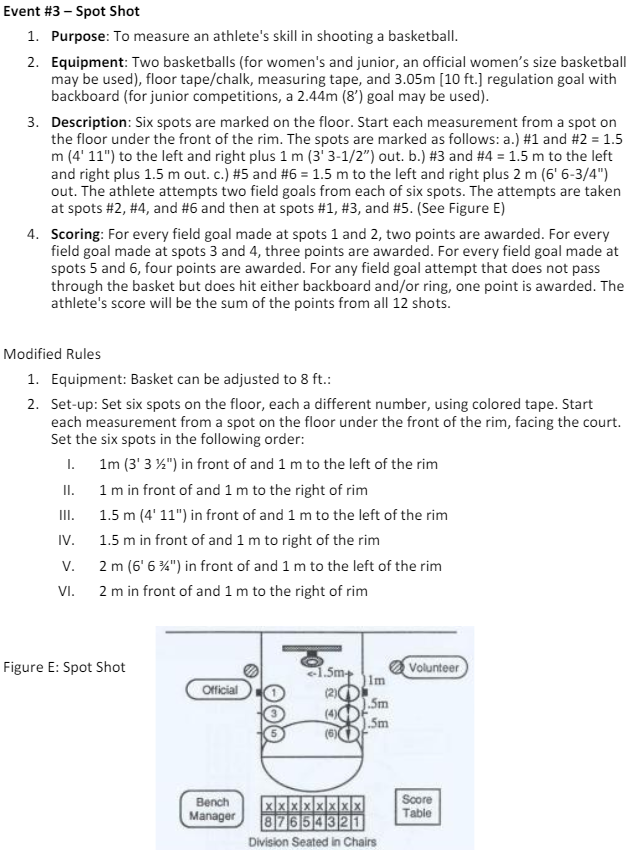 Event #3 – Spot Shot
1. Purpose: To measure an athlete's skill in shooting a basketball.
2. Equipment: Two basketballs (for women's and junior, an official women’s size basketball
may be used), floor tape/chalk, measuring tape, and 3.05m [10 ft.] regulation goal with
backboard (for junior competitions, a 2.44m (8’) goal may be used).
3. Description: Six spots are marked on the floor. Start each measurement from a spot on
the floor under the front of the rim. The spots are marked as follows: a.) #1 and #2 = 1.5
m (4' 11") to the left and right plus 1 m (3' 3-1/2”) out. b.) #3 and #4 = 1.5 m to the left
and right plus 1.5 m out. c.) #5 and #6 = 1.5 m to the left and right plus 2 m (6' 6-3/4")
out. The athlete attempts two field goals from each of six spots. The attempts are taken
at spots #2, #4, and #6 and then at spots #1, #3, and #5. (See Figure E)
4. Scoring: For every field goal made at spots 1 and 2, two points are awarded. For every
field goal made at spots 3 and 4, three points are awarded. For every field goal made at
spots 5 and 6, four points are awarded. For any field goal attempt that does not pass
through the basket but does hit either backboard and/or ring, one point is awarded. The
athlete's score will be the sum of the points from all 12 shots.
Modified Rules
1. Equipment: Basket can be adjusted to 8 ft.:
2. Set-up: Set six spots on the floor, each a different number, using colored tape. Start
each measurement from a spot on the floor under the front of the rim, facing the court.
Set the six spots in the following order:
I. 1m (3' 3 ½") in front of and 1 m to the left of the rim
II. 1 m in front of and 1 m to the right of rim
III. 1.5 m (4' 11") in front of and 1 m to the left of the rim
IV. 1.5 m in front of and 1 m to right of the rim
V. 2 m (6' 6 ¾") in front of and 1 m to the left of the rim
VI. 2 m in front of and 1 m to the right of rim
Figure E: Spot Shot
1.5m
1m
Volunteer
Official
1
(2)
.5m
3
(4)
.5m
5
(6)
Bench
Manager
X X X X X X X X
8 7 6 5 4 3 2 1
Score
Table
Division Seated in Chairs